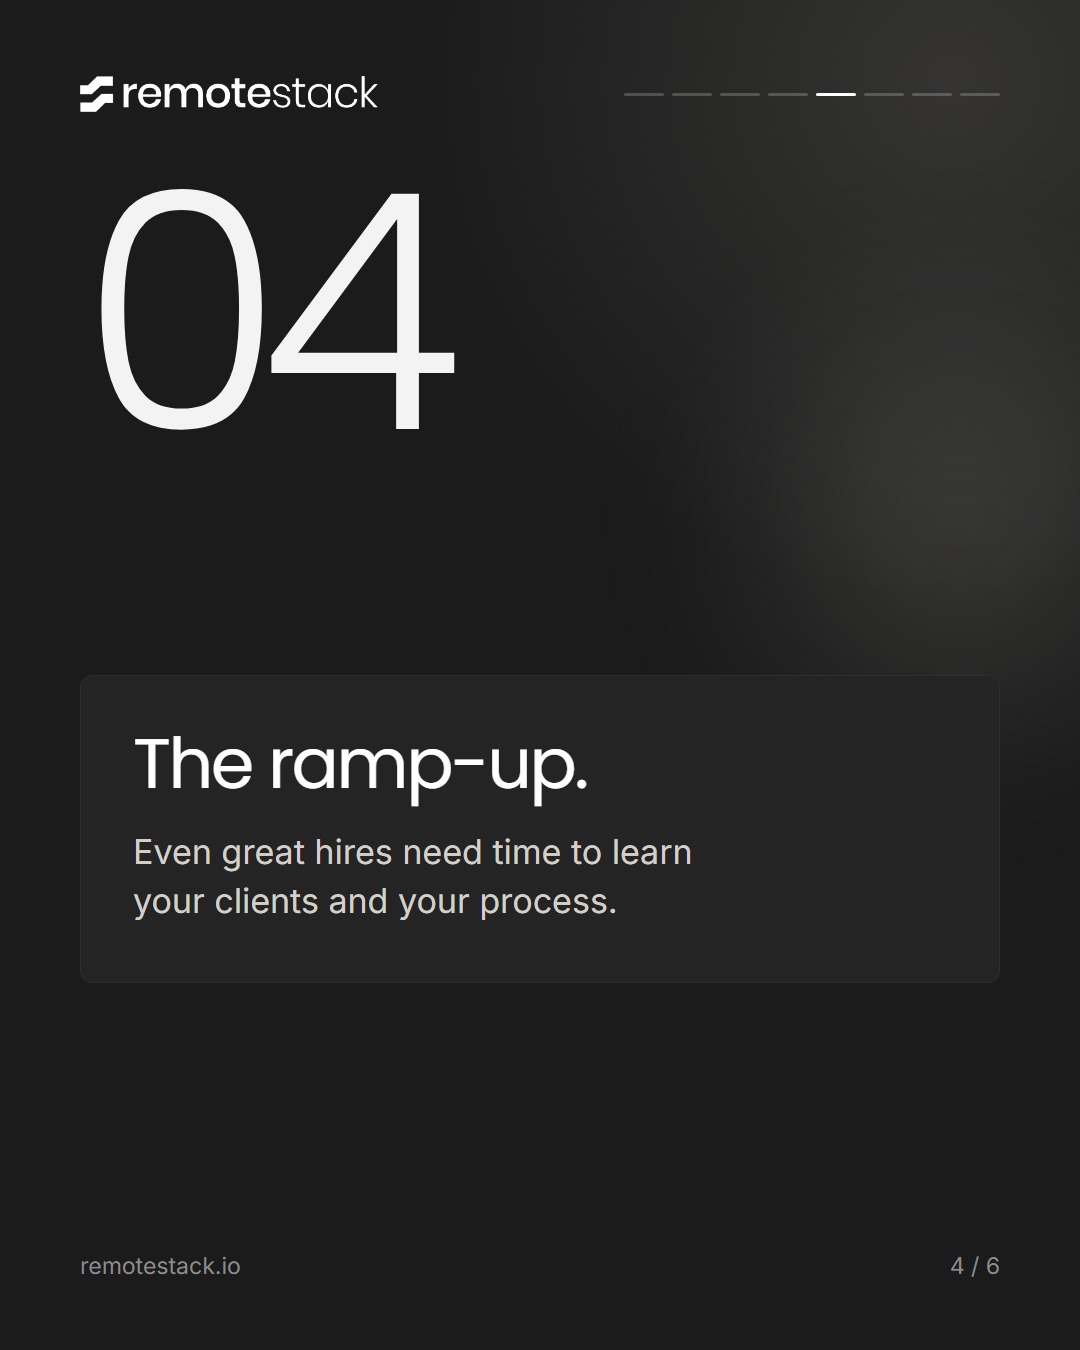 remotestack
04
The ramp-up.
Even great hires need time to learn
your clients and your process.
remotestack.io
4 / 6